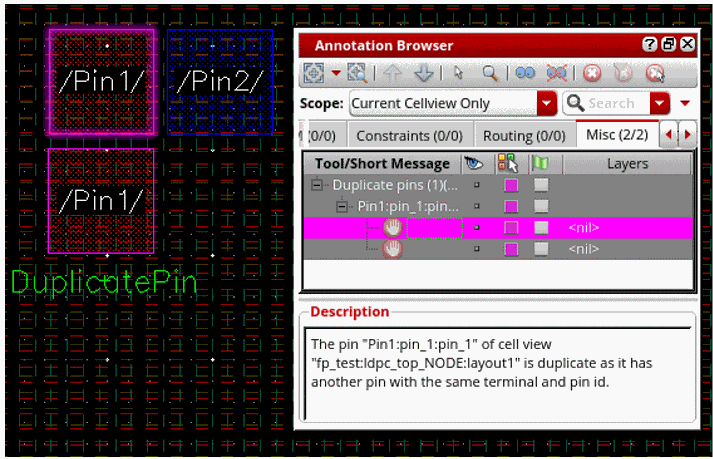 /Pin1/
/Pin2/
/Pin1/
DuplicatePin
Annotation Browser
Scope: Current Cellview Only
Search
(0/0) Constraints (0/0) Routing (0/0) Misc (2/2)
Tool/Short Message Layers
Duplicate pins (1)(...
Pin1:pin_1:pin...
<nil>
<nil>
Description
The pin "Pin1:pin_1:pin_1" of cell view
"fp_test:ldpc_top_NODE:layout1" is duplicate as it has
another pin with the same terminal and pin id.